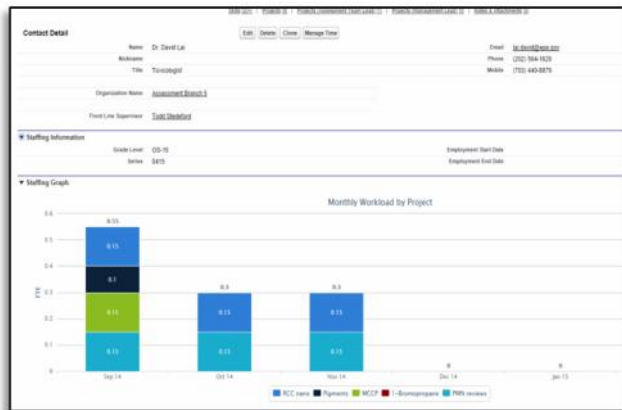 Contact Detail
Edit Delete Clone Manage Time
Name Dr. David Lai Email lai.david@epa.gov
Nickname Phone
Title Toxicologist Mobile
Organization Name Assessment Branch 5
Front Line Supervisor Todd Stedeford
Staffing Information
Grade Level GS-15 Employment Start Date
Series 0415 Employment End Date
Staffing Graph
Monthly Workload by Project
0.6
0.55
0.5
0.15
0.4
0.1
FTE
0.3
0.3
0.3
0.2
0.15
0.15
0.15
0.1
0.15
0.15
0.15
0
0
0
Sep 14
Oct 14
Nov 14
Dec 14
Jan 15
RCC nano Pigments MCCP 1-Bromopropane PMN reviews